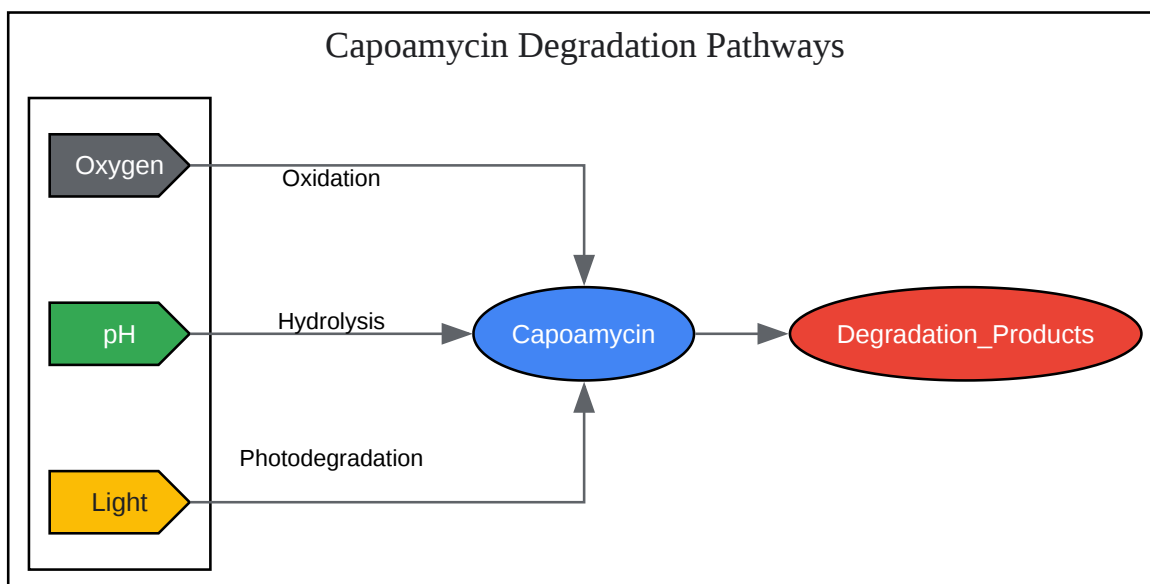 Capoamycin Degradation Pathways
Oxygen
Oxidation
pH
Hydrolysis
Capoamycin
Degradation_Products
Photodegradation
Light